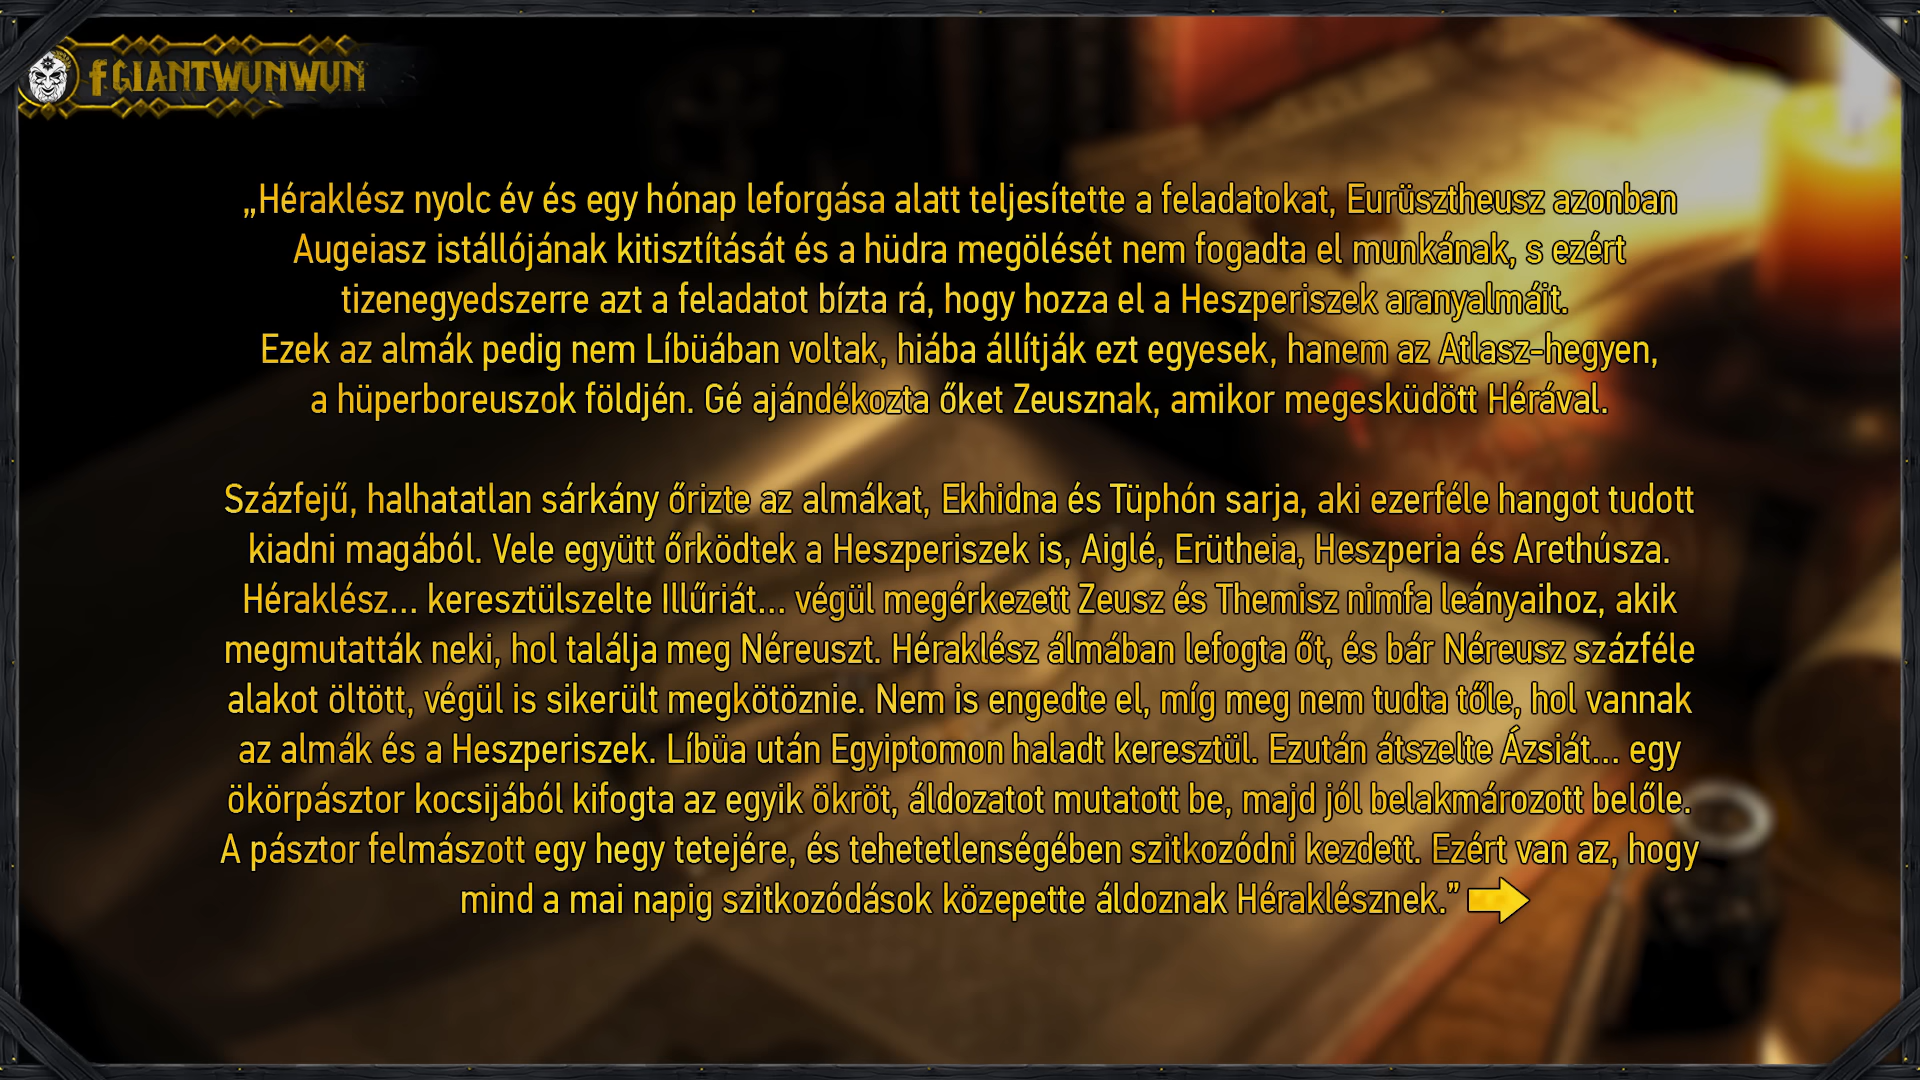 FGIANTWUNWUN
„Héraklész nyolc év és egy hónap leforgása alatt teljesítette a feladatokat, Eurüsztheusz azonban
Augeiasz istállójának kitisztítását és a hüdra megölését nem fogadta el munkának, s ezért
tizenegyedszerre azt a feladatot bízta rá, hogy hozza el a Heszperiszek aranyalmáit.
Ezek az almák pedig nem Líbüában voltak, hiába állítják ezt egyesek, hanem az Atlasz-hegyen,
a hüperboreuszok földjén. Gé ajándékozta őket Zeusznak, amikor megesküdött Hérával.
Százfejű, halhatatlan sárkány őrizte az almákat, Ekhidna és Tüphón sarja, aki ezerféle hangot tudott
kiadni magából. Vele együtt őrködtek a Heszperiszek is, Aiglé, Erütheia, Heszperia és Arethúsza.
Héraklész... keresztülszelte Illűriát... végül megérkezett Zeusz és Themisz nimfa leányaihoz, akik
megmutatták neki, hol találja meg Néreuszt. Héraklész álmában lefogta őt, és bár Néreusz százféle
alakot öltött, végül is sikerült megkötöznie. Nem is engedte el, míg meg nem tudta tőle, hol vannak
az almák és a Heszperiszek. Líbüa után Egyiptomon haladt keresztül. Ezután átszelte Ázsiát... egy
ökörpásztor kocsijából kifogta az egyik ökröt, áldozatot mutatott be, majd jól belakmározott belőle.
A pásztor felmászott egy hegy tetejére, és tehetetlenségében szitkozódni kezdett. Ezért van az, hogy
mind a mai napig szitkozódások közepette áldoznak Héraklésznek.”